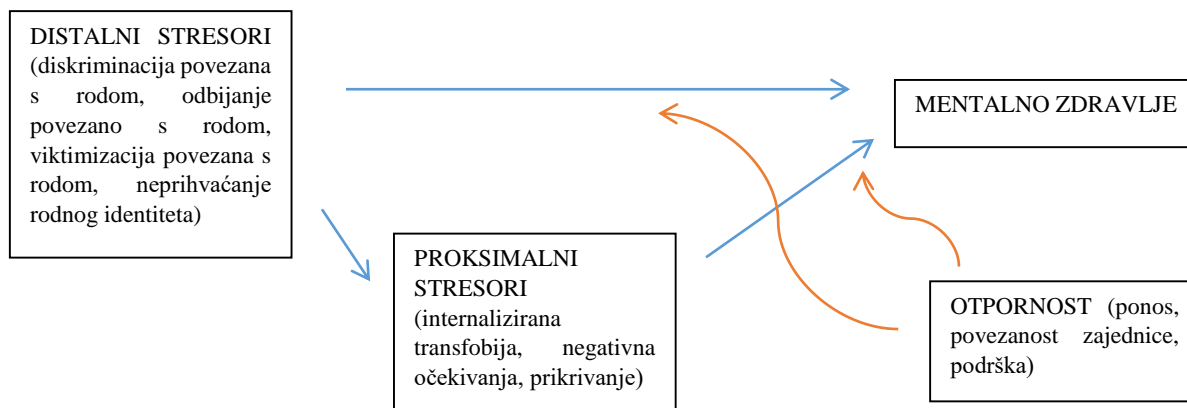 DISTALNI STRESORI
(diskriminacija povezana
s rodom, odbijanje
povezano s rodom,
viktimizacija povezana s
rodom, neprihvaćanje
rodnog identiteta)
MENTALNO ZDRAVLJE
PROKSIMALNI
STRESORI
(internalizirana
transfobija, negativna
očekivanja, prikrivanje)
OTPORNOST (ponos,
povezanost zajednice,
podrška)